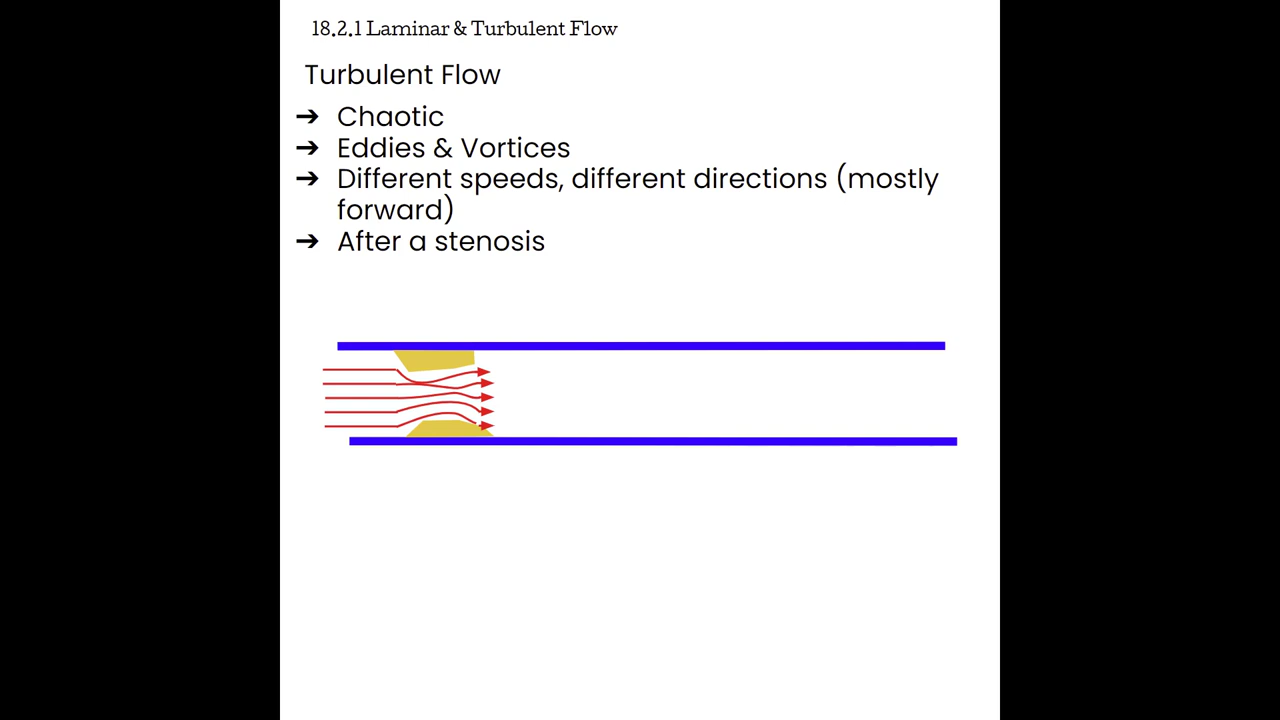 18.2.1 Laminar & Turbulent Flow
Turbulent Flow
➔ Chaotic
➔ Eddies & Vortices
➔ Different speeds, different directions (mostly
forward)
➔ After a stenosis